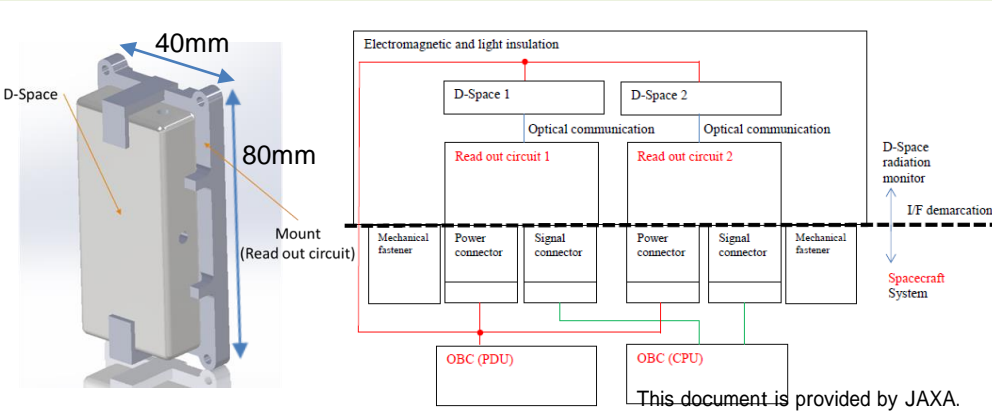 40mm
D-Space
80mm
Mount
(Read out circuit)
Electromagnetic and light insulation
D-Space 1
D-Space 2
Optical communication
Optical communication
Read out circuit 1
Read out circuit 2
D-Space
radiation
monitor
I/F demarcation
Mechanical
fastener
Power
connector
Signal
connector
Power
connector
Signal
connector
Mechanical
fastener
Spacecraft
System
OBC (PDU)
OBC (CPU)
This document is provided by JAXA.